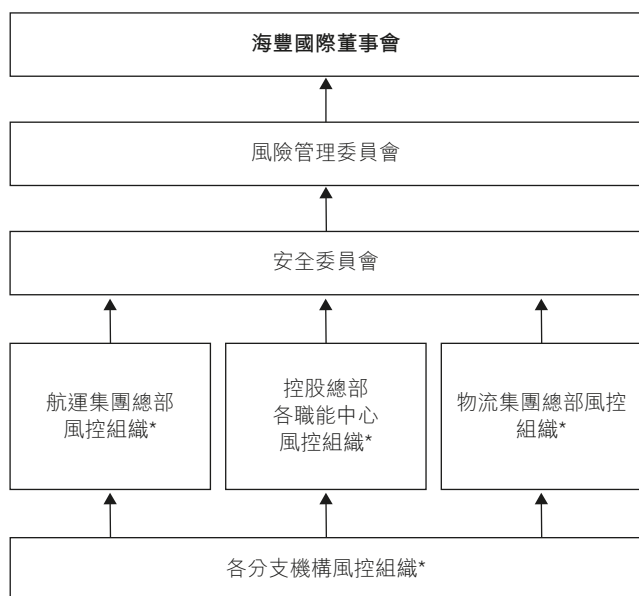 海豐國際董事會
風險管理委員會
安全委員會
航運集團總部
風控組織*
控股總部
各職能中心
風控組織*
物流集團總部風控
組織*
各分支機構風控組織*